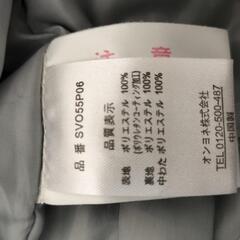 品 番 SVO55P06
品質表示
表地 ポリエステル 100%
(ポリウレタンコーティング加工)
裏地 ポリエステル 100%
中わた ポリエステル 100%
オンヨネ株式会社
TEL 0120-500-487
中国製